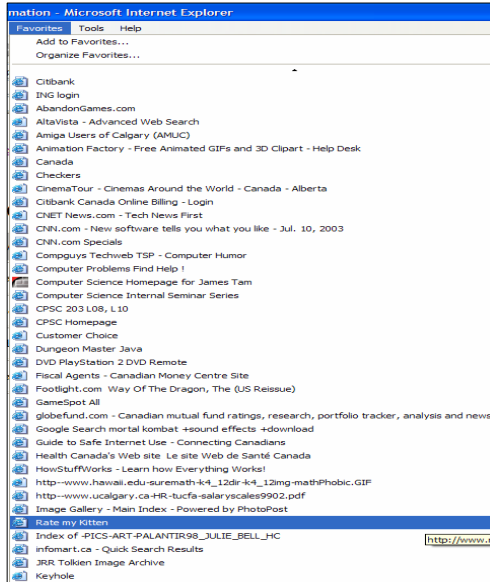 mation - Microsoft Internet Explorer
Favorites Tools Help
Add to Favorites...
Organize Favorites...
Citibank
ING login
AbandonGames.com
AltaVista - Advanced Web Search
Amiga Users of Calgary (AMUC)
Animation Factory - Free Animated GIFs and 3D Clipart - Help Desk
Canada
Checkers
CinemaTour - Cinemas Around the World - Canada - Alberta
Citibank Canada Online Billing - Login
CNET News.com - Tech News First
CNN.com - New software tells you what you like - Jul. 10, 2003
CNN.com Specials
Compguys Techweb TSP - Computer Humor
Computer Problems Find Help !
Computer Science Homepage for James Tam
Computer Science Internal Seminar Series
CPSC 203 L08, L10
CPSC Homepage
Customer Choice
Dungeon Master Java
DVD PlayStation 2 DVD Remote
Fiscal Agents - Canadian Money Centre Site
Footlight.com Way Of The Dragon, The (US Reissue)
GameSpot All
globefund.com - Canadian mutual fund ratings, research, portfolio tracker, analysis and news
Google Search mortal kombat +sound effects +download
Guide to Safe Internet Use - Connecting Canadians
Health Canada's Web site Le site Web de Santé Canada
HowStuffWorks - Learn how Everything Works!
http--www.hawaii.edu-suremath-k4_12dir-k4_12img-mathPhobic.GIF
http--www.ucalgary.ca-HR-tucfa-salaryscales9902.pdf
Image Gallery - Main Index - Powered by PhotoPost
Rate my Kitten
Index of -PICS-ART-PALANTIR98_JULIE_BELL_HC
http://www.
infomart.ca - Quick Search Results
JRR Tolkien Image Archive
Keyhole